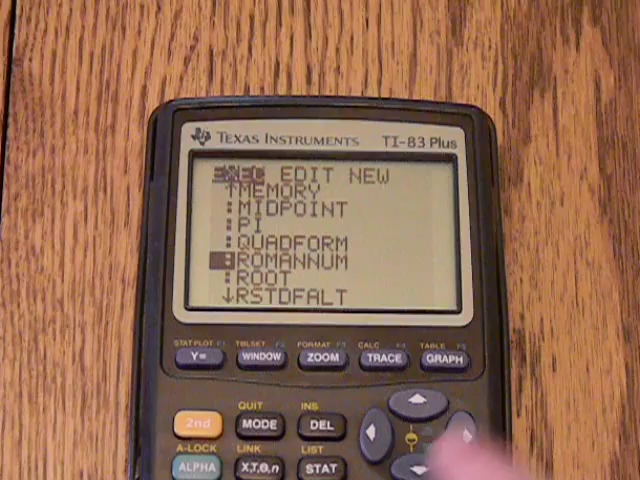 TEXAS INSTRUMENTS TI-83 Plus
EXEC EDIT NEW
↑MEMORY
:MIDPOINT
:PI
:QUADFORM
:ROMANNUM
:ROOT
↓RSTDFALT
STAT PLOT F1 TBLSET F2 FORMAT F3 CALC F4 TABLE F5
Y= WINDOW ZOOM TRACE GRAPH
QUIT INS
2nd MODE DEL
A-LOCK LINK LIST
ALPHA X,T,Θ,n STAT